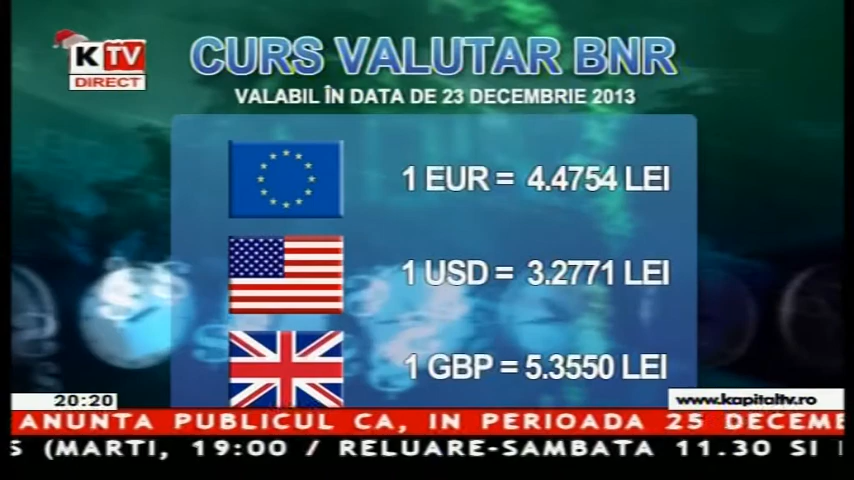 K TV
DIRECT
CURS VALUTAR BNR
VALABIL ÎN DATA DE 23 DECEMBRIE 2013
1 EUR = 4.4754 LEI
1 USD = 3.2771 LEI
1 GBP = 5.3550 LEI
20:20
www.kapitaltv.ro
ANUNTA PUBLICUL CA, IN PERIOADA 25 DECEME
S (MARTI, 19:00 / RELUARE-SAMBATA 11.30 SI